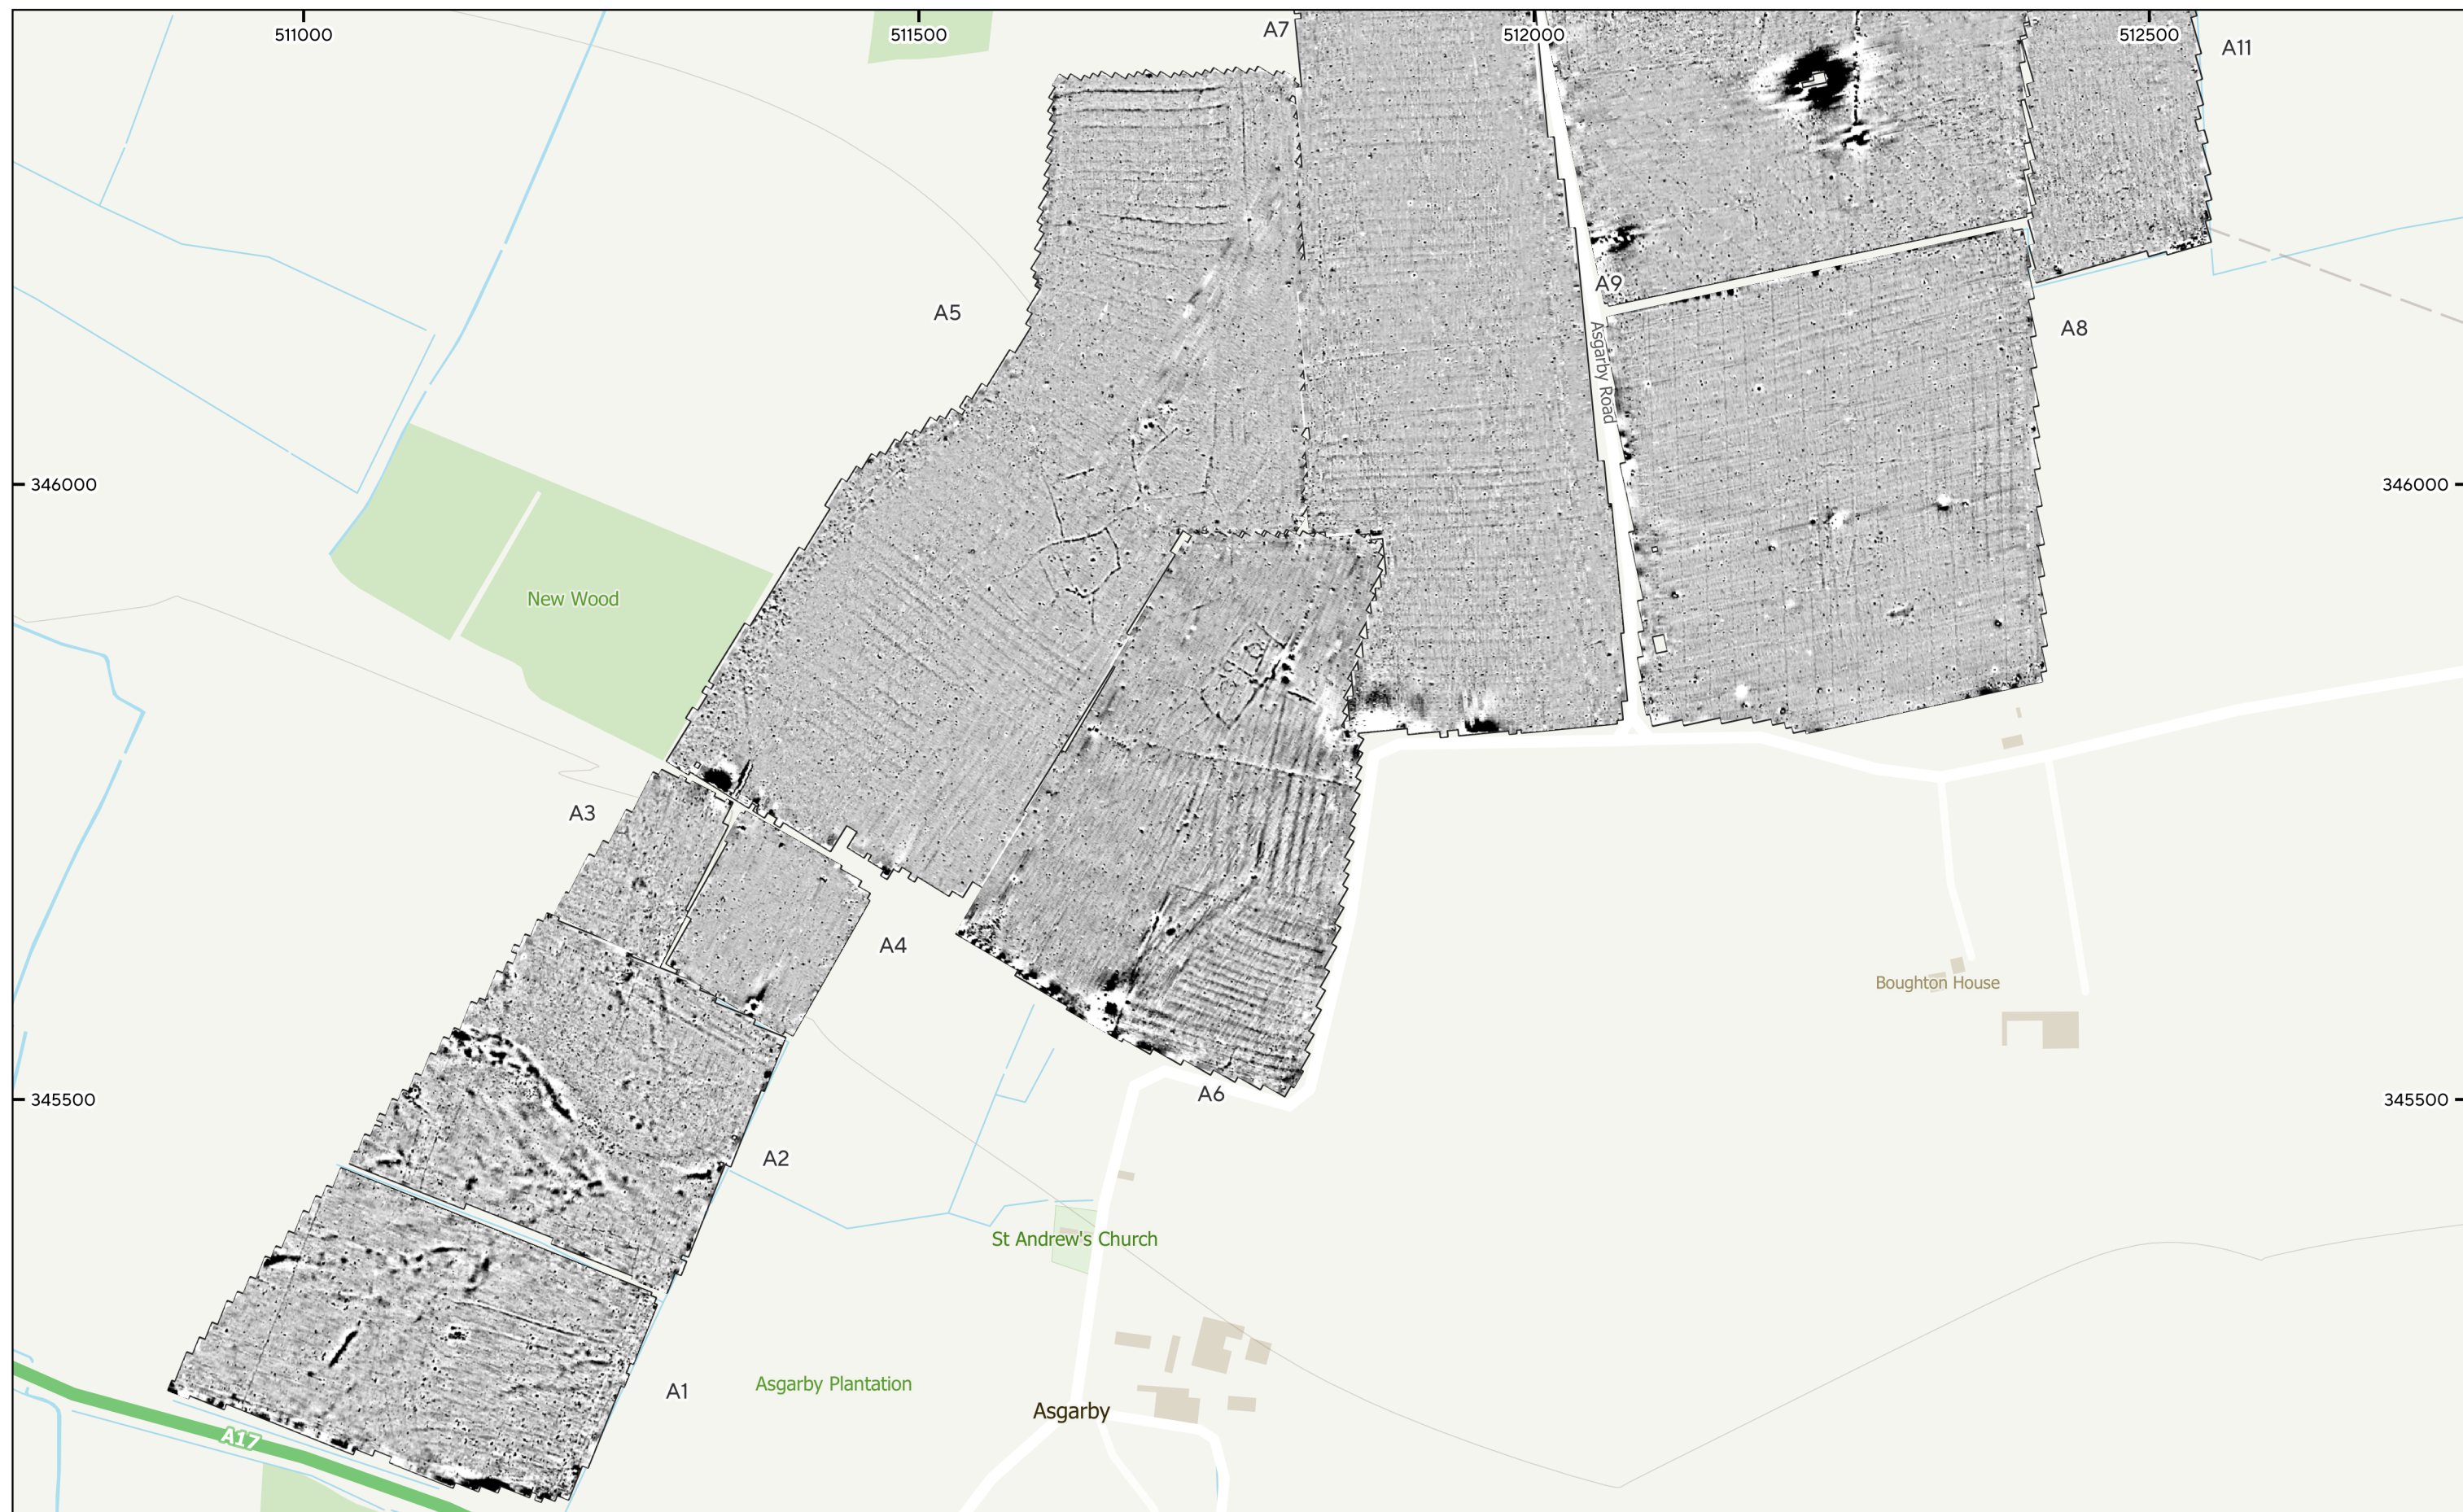 511000
511500
A7
512000
512500
A11
A9
A5
A8
Asgarby Road
346000
346000
New Wood
A3
A4
Boughton House
345500
A6
345500
A2
St Andrew's Church
Asgarby Plantation
A1
Asgarby
A17